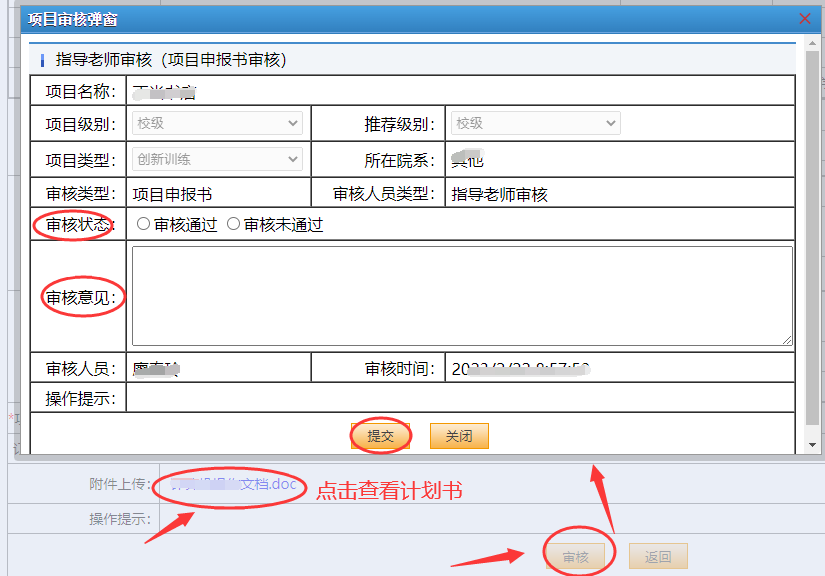 项目审核弹窗
指导老师审核（项目申报书审核）
项目名称：
项目级别： 校级 推荐级别： 校级
项目类型： 创新训练 所在院系： 其他
审核类型： 项目申报书 审核人员类型： 指导老师审核
审核状态： 审核通过 审核未通过
审核意见：
审核人员： 审核时间：
操作提示：
提交 关闭
附件上传： 文档.doc 点击查看计划书
操作提示：
审核 返回